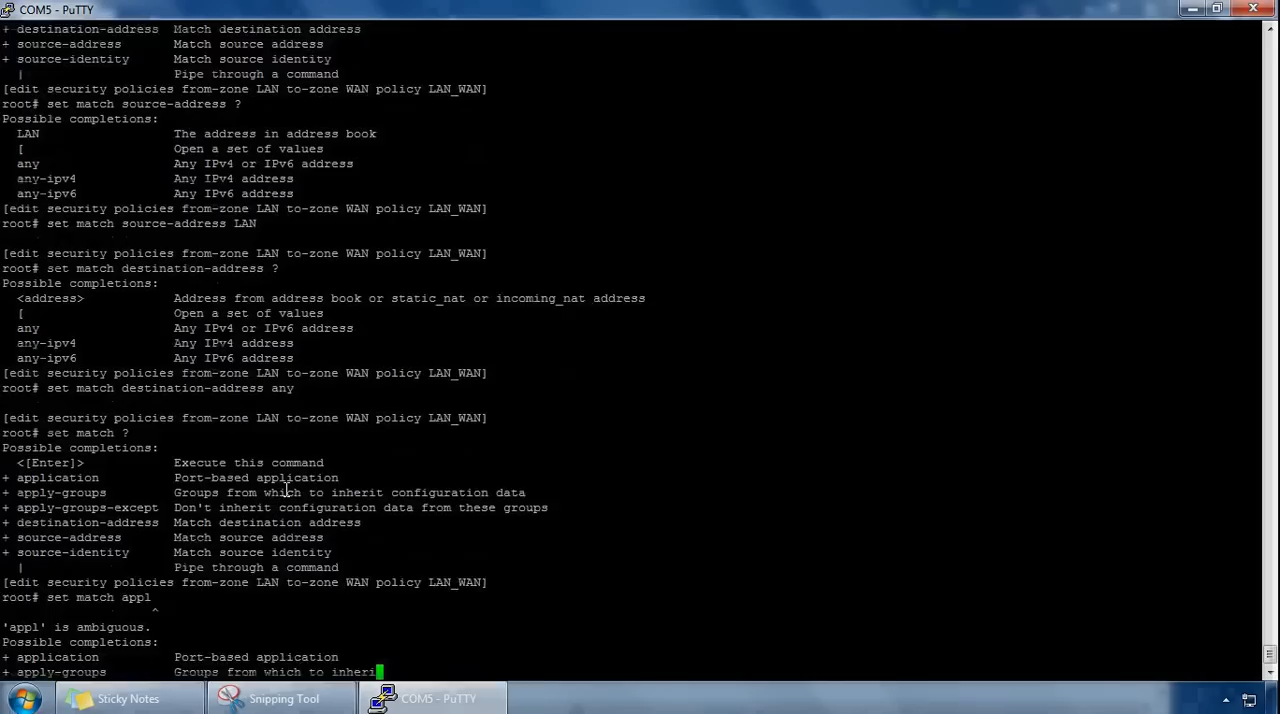 COM5 - PuTTY
+ destination-address  Match destination address
+ source-address       Match source address
+ source-identity      Match source identity
  |                    Pipe through a command
[edit security policies from-zone LAN to-zone WAN policy LAN_WAN]
root# set match source-address ?
Possible completions:
  LAN                  The address in address book
  [                    Open a set of values
  any                  Any IPv4 or IPv6 address
  any-ipv4             Any IPv4 address
  any-ipv6             Any IPv6 address
[edit security policies from-zone LAN to-zone WAN policy LAN_WAN]
root# set match source-address LAN
[edit security policies from-zone LAN to-zone WAN policy LAN_WAN]
root# set match destination-address ?
Possible completions:
  <address>            Address from address book or static_nat or incoming_nat address
  [                    Open a set of values
  any                  Any IPv4 or IPv6 address
  any-ipv4             Any IPv4 address
  any-ipv6             Any IPv6 address
[edit security policies from-zone LAN to-zone WAN policy LAN_WAN]
root# set match destination-address any
[edit security policies from-zone LAN to-zone WAN policy LAN_WAN]
root# set match ?
Possible completions:
  <[Enter]>            Execute this command
+ application          Port-based application
+ apply-groups         Groups from which to inherit configuration data
+ apply-groups-except  Don't inherit configuration data from these groups
+ destination-address  Match destination address
+ source-address       Match source address
+ source-identity      Match source identity
  |                    Pipe through a command
[edit security policies from-zone LAN to-zone WAN policy LAN_WAN]
root# set match appl
                    ^
'appl' is ambiguous.
Possible completions:
+ application          Port-based application
+ apply-groups         Groups from which to inheri
Sticky Notes
Snipping Tool
COM5 - PuTTY